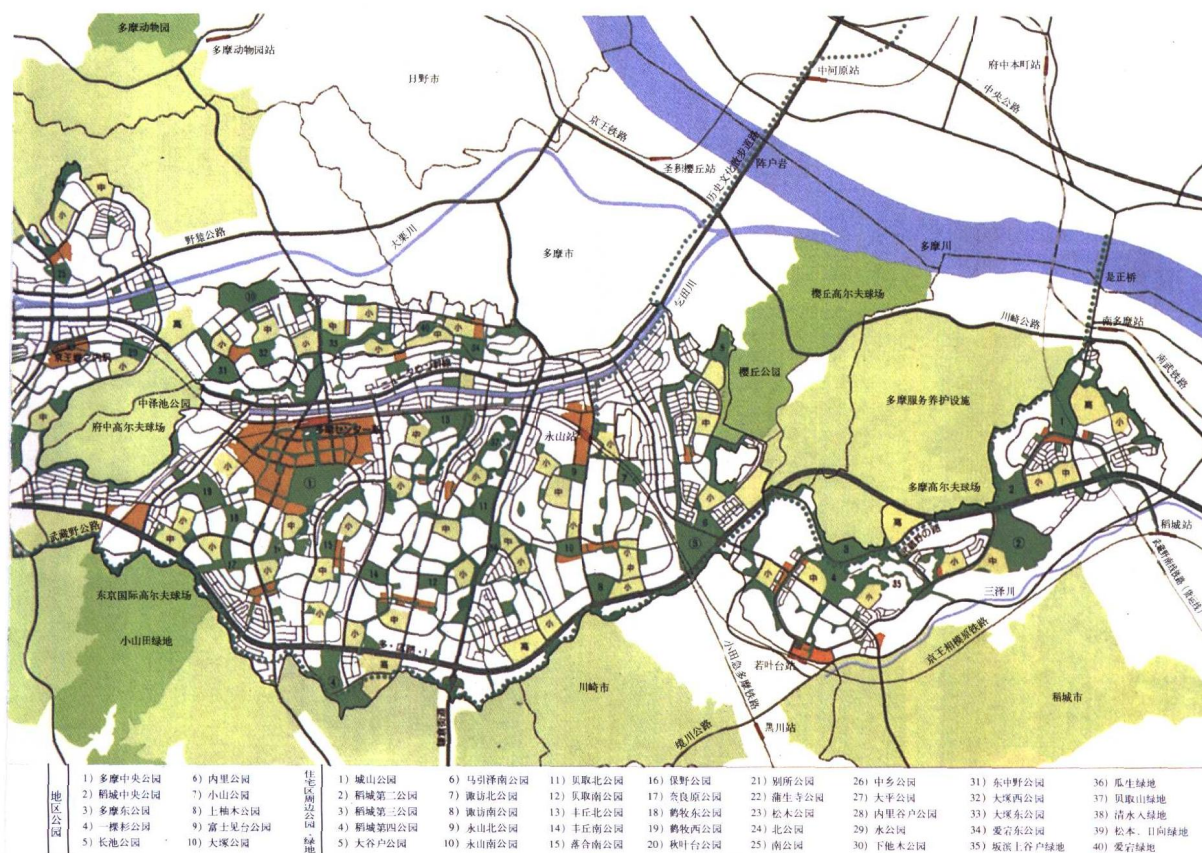 多摩动物园
多摩动物园站
日野市
中河原站
府中本町站
中央公路
京王铁路
圣积樱丘站
历史文化散步道路
陈户岩
野猿公路
大栗川
多摩市
多摩川
是正桥
乞田川
樱丘高尔夫球场
川崎公路
南多摩站
南武铁路
樱丘公园
中泽池公园
府中高尔夫球场
多摩センター
永山站
多摩服务养护设施
多摩高尔夫球场
武藏野公路
稻城站
东京国际高尔夫球场
小山田绿地
三泽川
京王相模原铁路
小田急多摩铁路
若叶台站
川崎市
稻城市
黑川站
境川公路
地区公园
1）多摩中央公园
2）稻城中央公园
3）多摩东公园
4）一棵杉公园
5）长池公园
6）内里公园
7）小山公园
8）上柚木公园
9）富士见台公园
10）大塚公园
住宅区周边公园·绿地
1）城山公园
2）稻城第二公园
3）稻城第三公园
4）稻城第四公园
5）大谷户公园
6）马引泽南公园
7）诹访北公园
8）诹访南公园
9）永山北公园
10）永山南公园
11）贝取北公园
12）贝取南公园
13）丰丘北公园
14）丰丘南公园
15）落合南公园
16）保野公园
17）奈良原公园
18）鹤牧东公园
19）鹤牧西公园
20）秋叶台公园
21）别所公园
22）蒲生寺公园
23）松木公园
24）北公园
25）南公园
26）中乡公园
27）大平公园
28）内里谷户公园
29）水公园
30）下他木公园
31）东中野公园
32）大塚西公园
33）大塚东公园
34）爱宕东公园
35）坂滨上谷户绿地
36）瓜生绿地
37）贝取山绿地
38）清水入绿地
39）松本、日向绿地
40）爱宕绿地